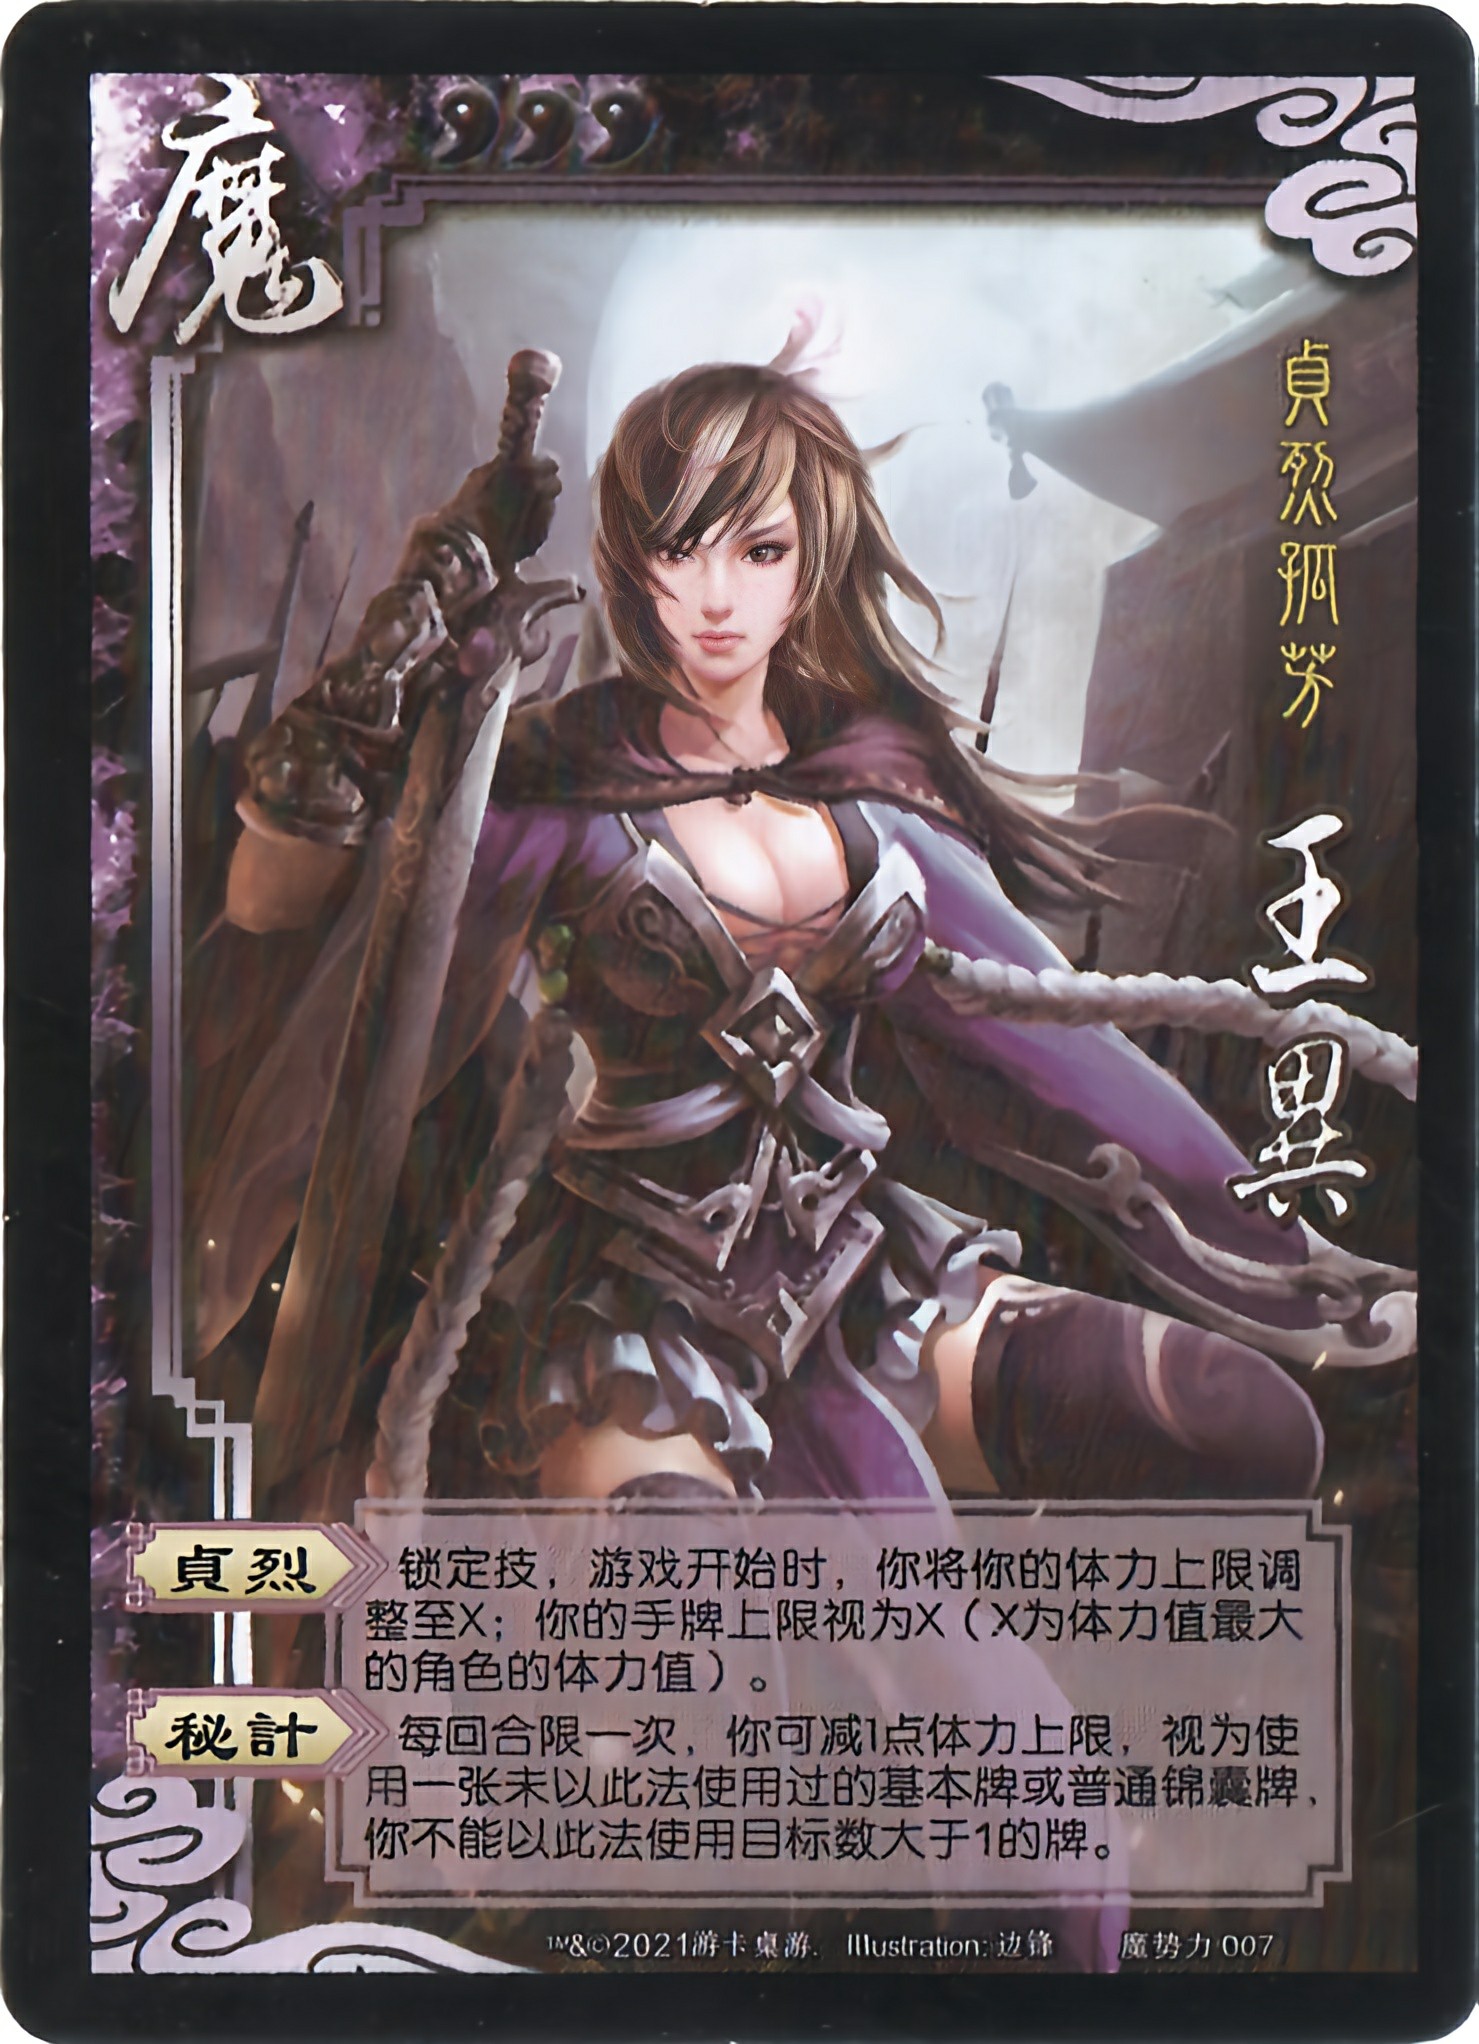 魔
貞烈孤芳
王異
貞烈
锁定技，游戏开始时，你将你的体力上限调
整至X；你的手牌上限视为X（X为体力值最大
的角色的体力值）。
秘計
每回合限一次，你可减1点体力上限，视为使
用一张未以此法使用过的基本牌或普通锦囊牌，
你不能以此法使用目标数大于1的牌。
™&©2021游卡桌游. Illustration:边锋 魔势力 007